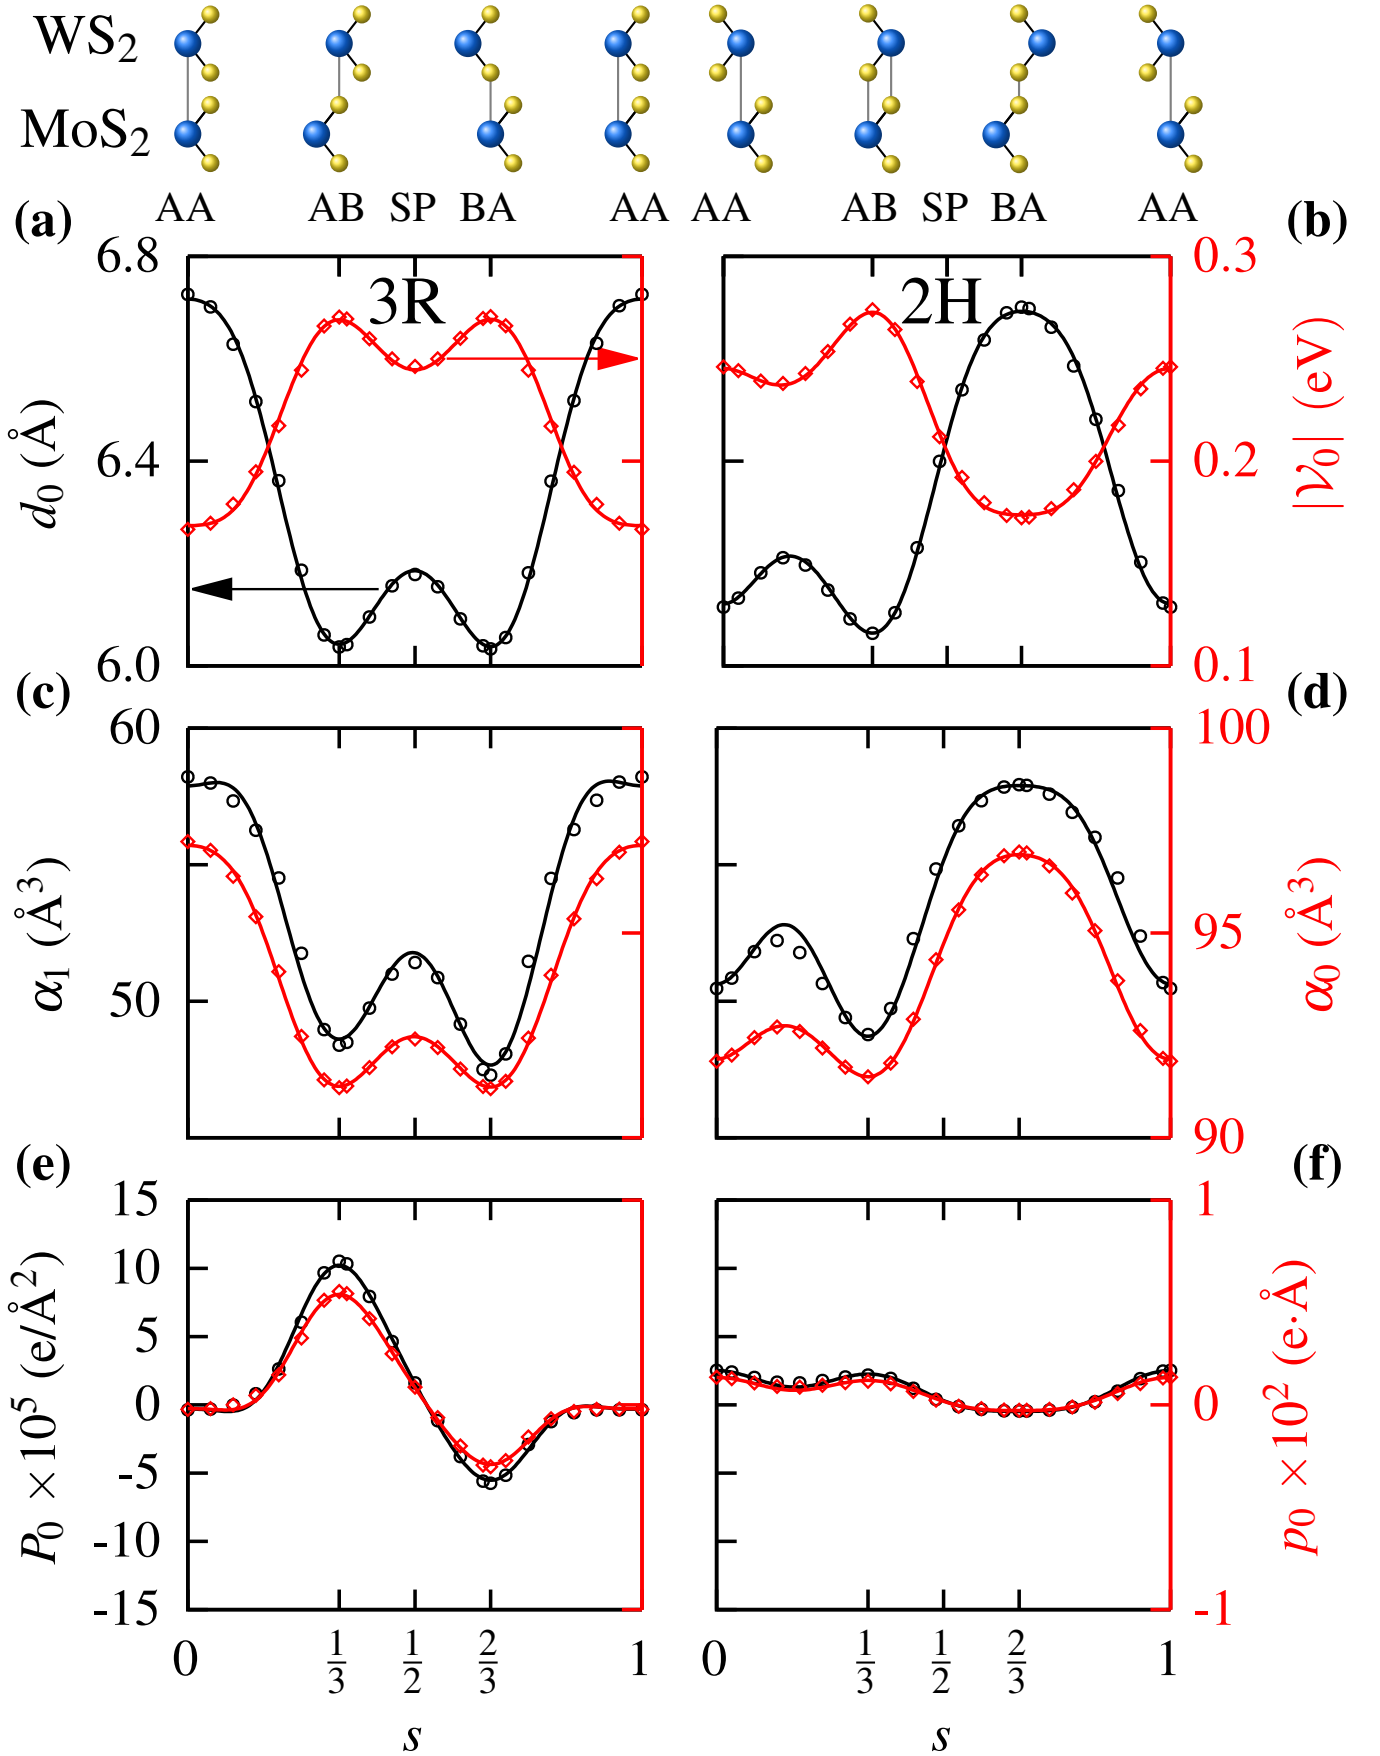 WS2
MoS2
AA AB SP BA AA AA AB SP BA AA
(a) (b)
3R 2H
6.8 6.4 6.0
d0 (Å)
0.3 0.2 0.1
|𝒱0| (eV)
(c) (d)
60 50
α1 (Å³)
100 95 90
α0 (Å³)
(e) (f)
15 10 5 0 -5 -10 -15
P0 ×10⁵ (e/Å²)
1 0 -1
p0 ×10² (e·Å)
0 1/3 1/2 2/3 1 0 1/3 1/2 2/3 1
s s